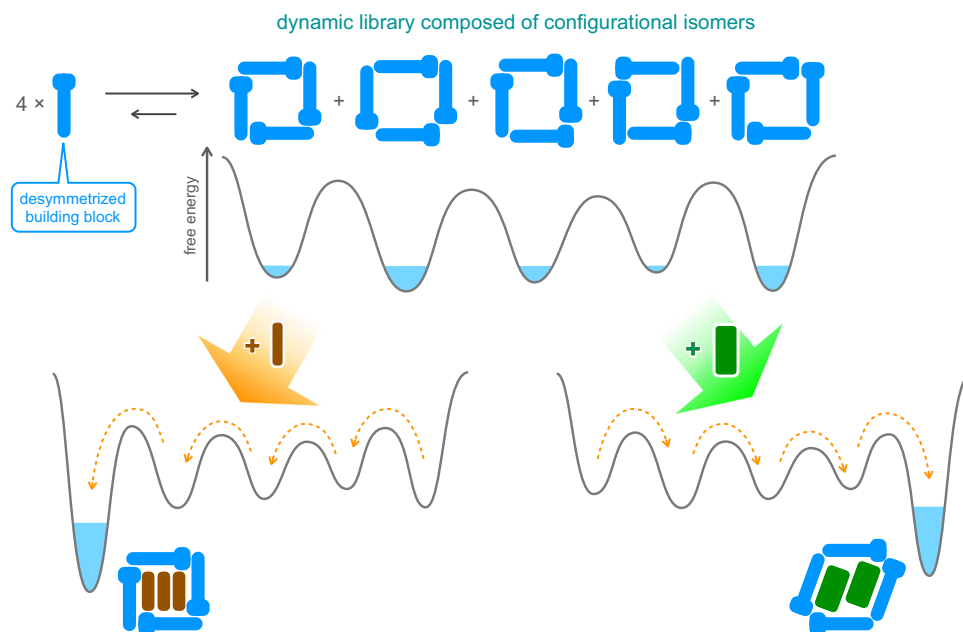 dynamic library composed of configurational isomers
4 ×
+ + + +
desymmetrized
building block
free energy
+
+